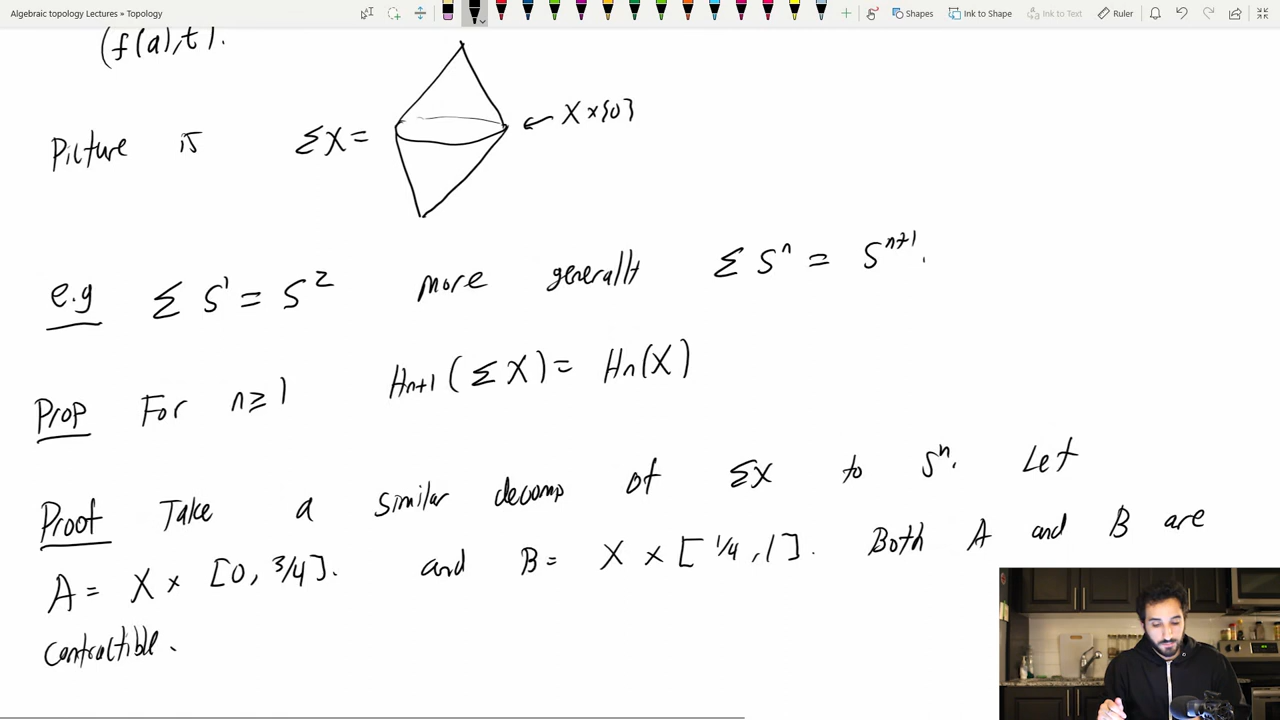 Algebraic topology Lectures » Topology
Shapes
Ink to Shape
Ink to Text
Ruler
(f(a),t).
Picture is ΣX = ← X×{0}
e.g Σ S¹ = S² more generallt Σ Sⁿ = Sⁿ⁺¹.
Prop For n ≥ 1 Hn+1 (ΣX) = Hn(X)
Proof Take a similar decomp of ΣX to Sⁿ. Let
A = X × [0, 3/4]. and B = X × [1/4, 1]. Both A and B are
contractible.